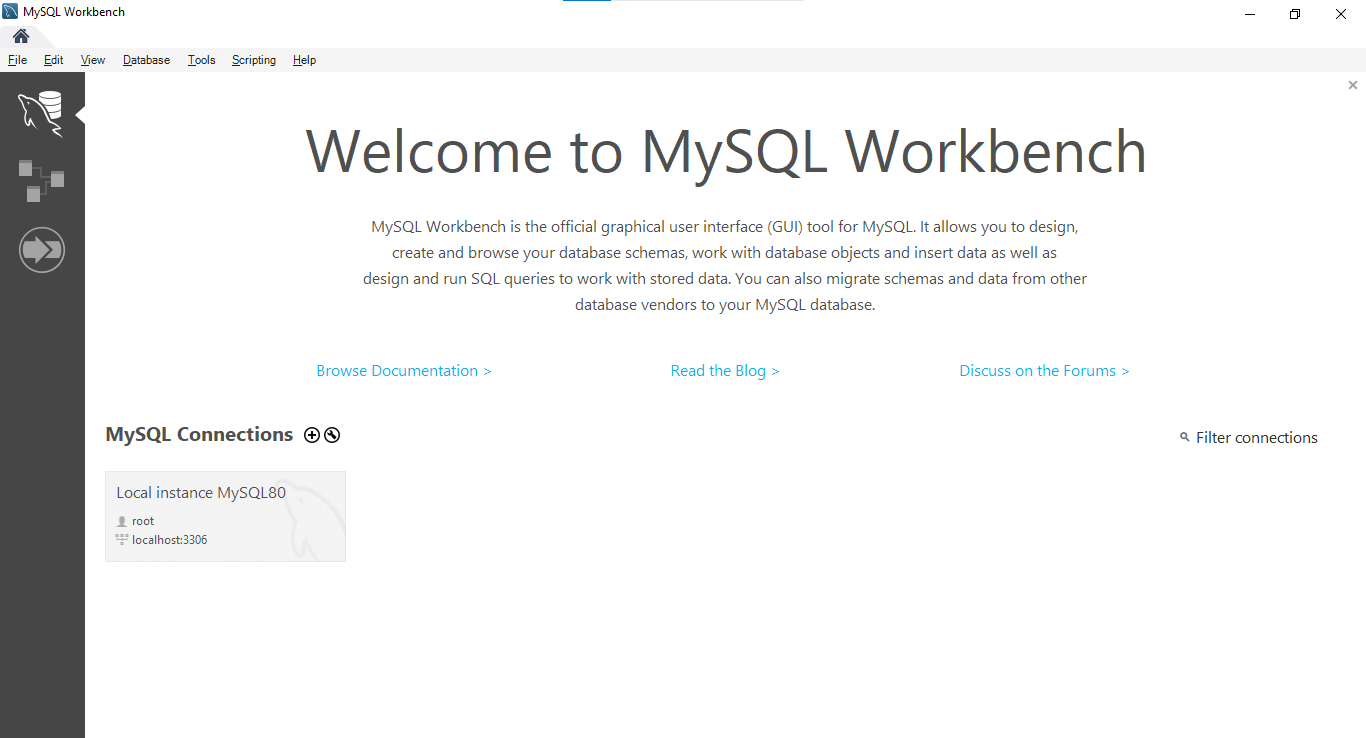 MySQL Workbench
File Edit View Database Tools Scripting Help
Welcome to MySQL Workbench
MySQL Workbench is the official graphical user interface (GUI) tool for MySQL. It allows you to design,
create and browse your database schemas, work with database objects and insert data as well as
design and run SQL queries to work with stored data. You can also migrate schemas and data from other
database vendors to your MySQL database.
Browse Documentation > Read the Blog > Discuss on the Forums >
MySQL Connections Filter connections
Local instance MySQL80
root
localhost:3306